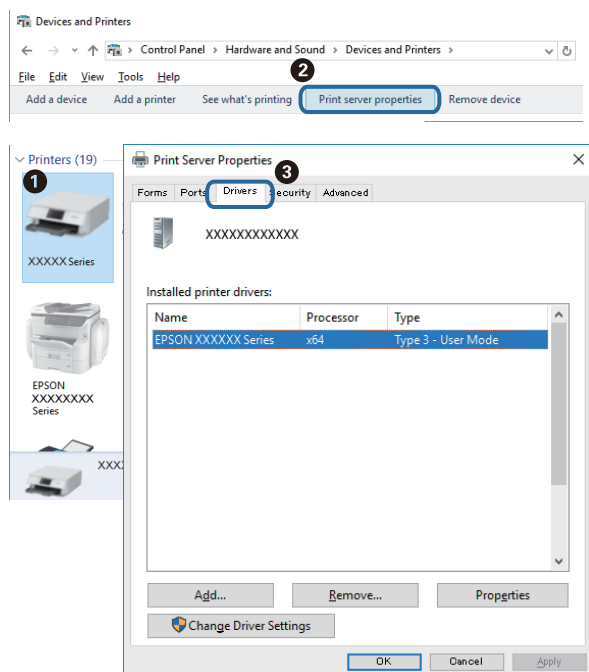 Devices and Printers
Control Panel > Hardware and Sound > Devices and Printers >
File Edit View Tools Help
2
Add a device Add a printer See what's printing Print server properties Remove device
Printers (19)
1
XXXXX Series
EPSON
XXXXXXXX
Series
XXX
Print Server Properties
3
Forms Ports Drivers ecurity Advanced
XXXXXXXXXXXX
Installed printer drivers:
Name Processor Type
EPSON XXXXXX Series x64 Type 3 - User Mode
Add... Remove... Properties
Change Driver Settings
OK Cancel Apply